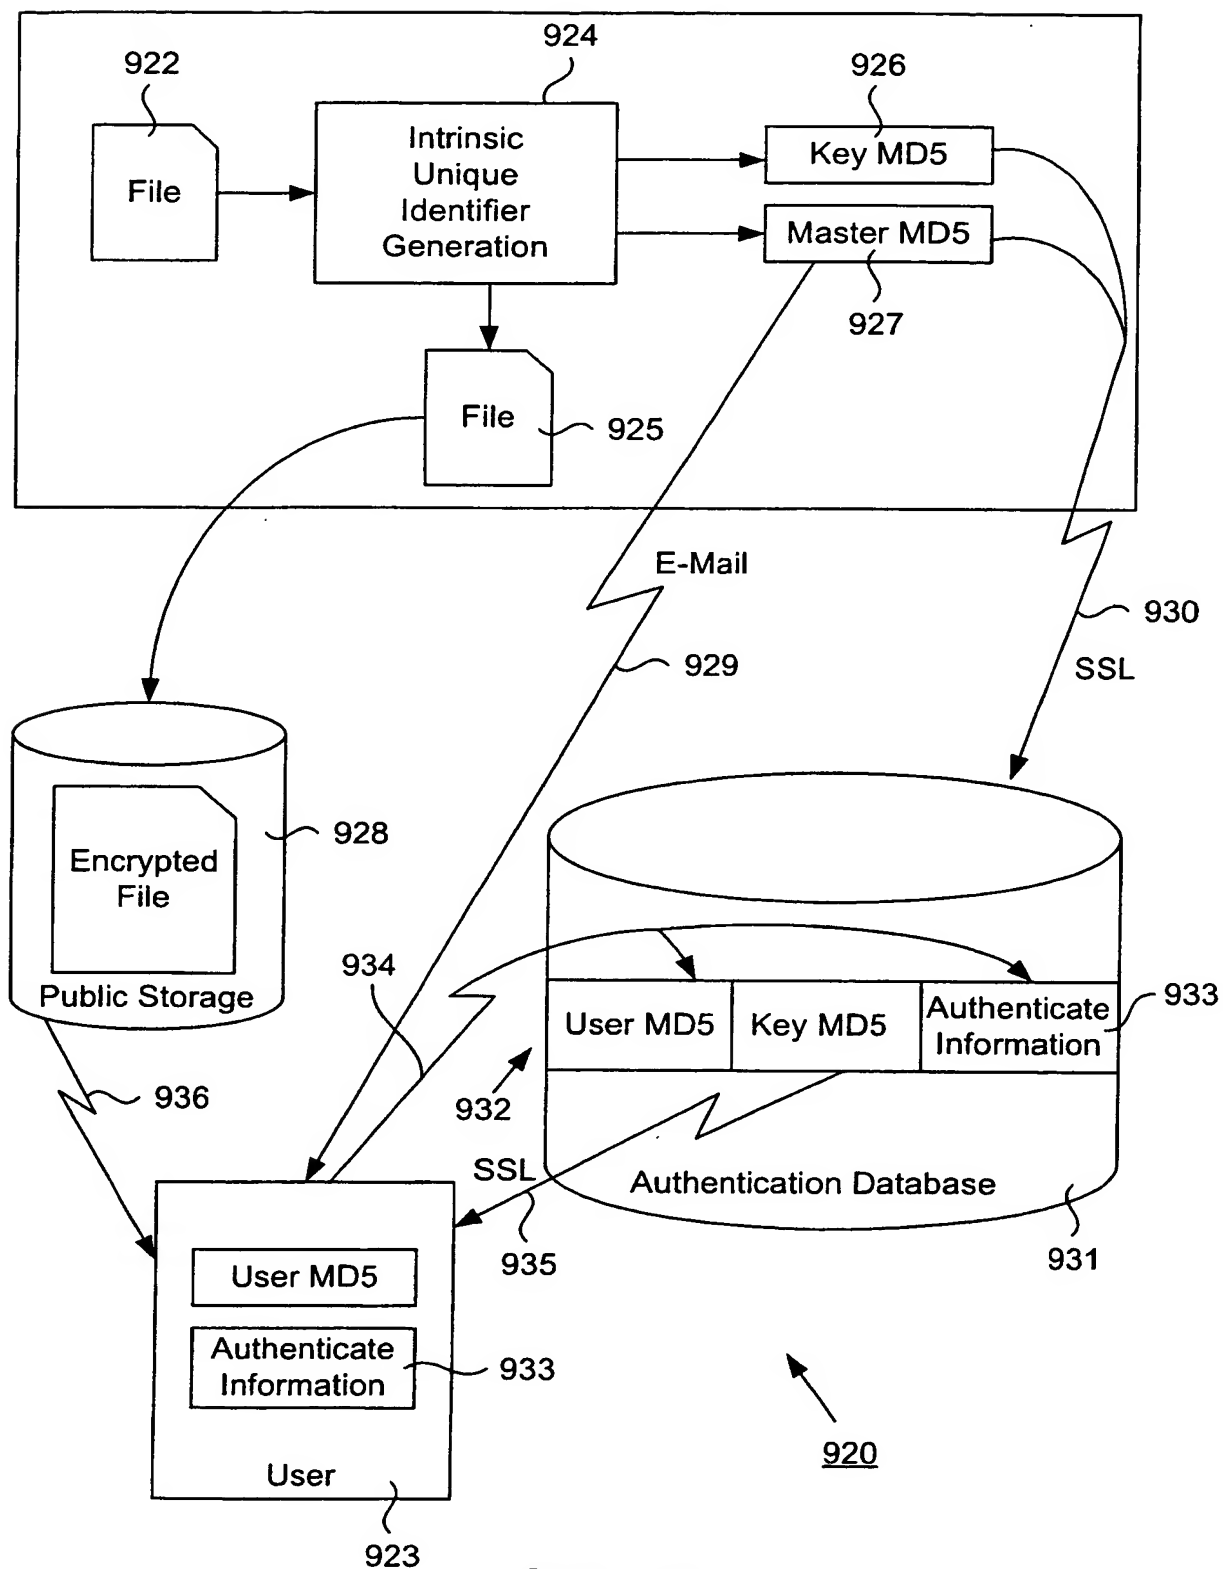 924
922
926
Intrinsic
Unique
Identifier
Generation
Key MD5
File
Master MD5
927
File
925
E-Mail
930
929
SSL
928
Encrypted
File
Public Storage
934
User MD5
Key MD5
Authenticate
Information
933
932
936
SSL
Authentication Database
935
931
User MD5
Authenticate
Information
933
920
User
923